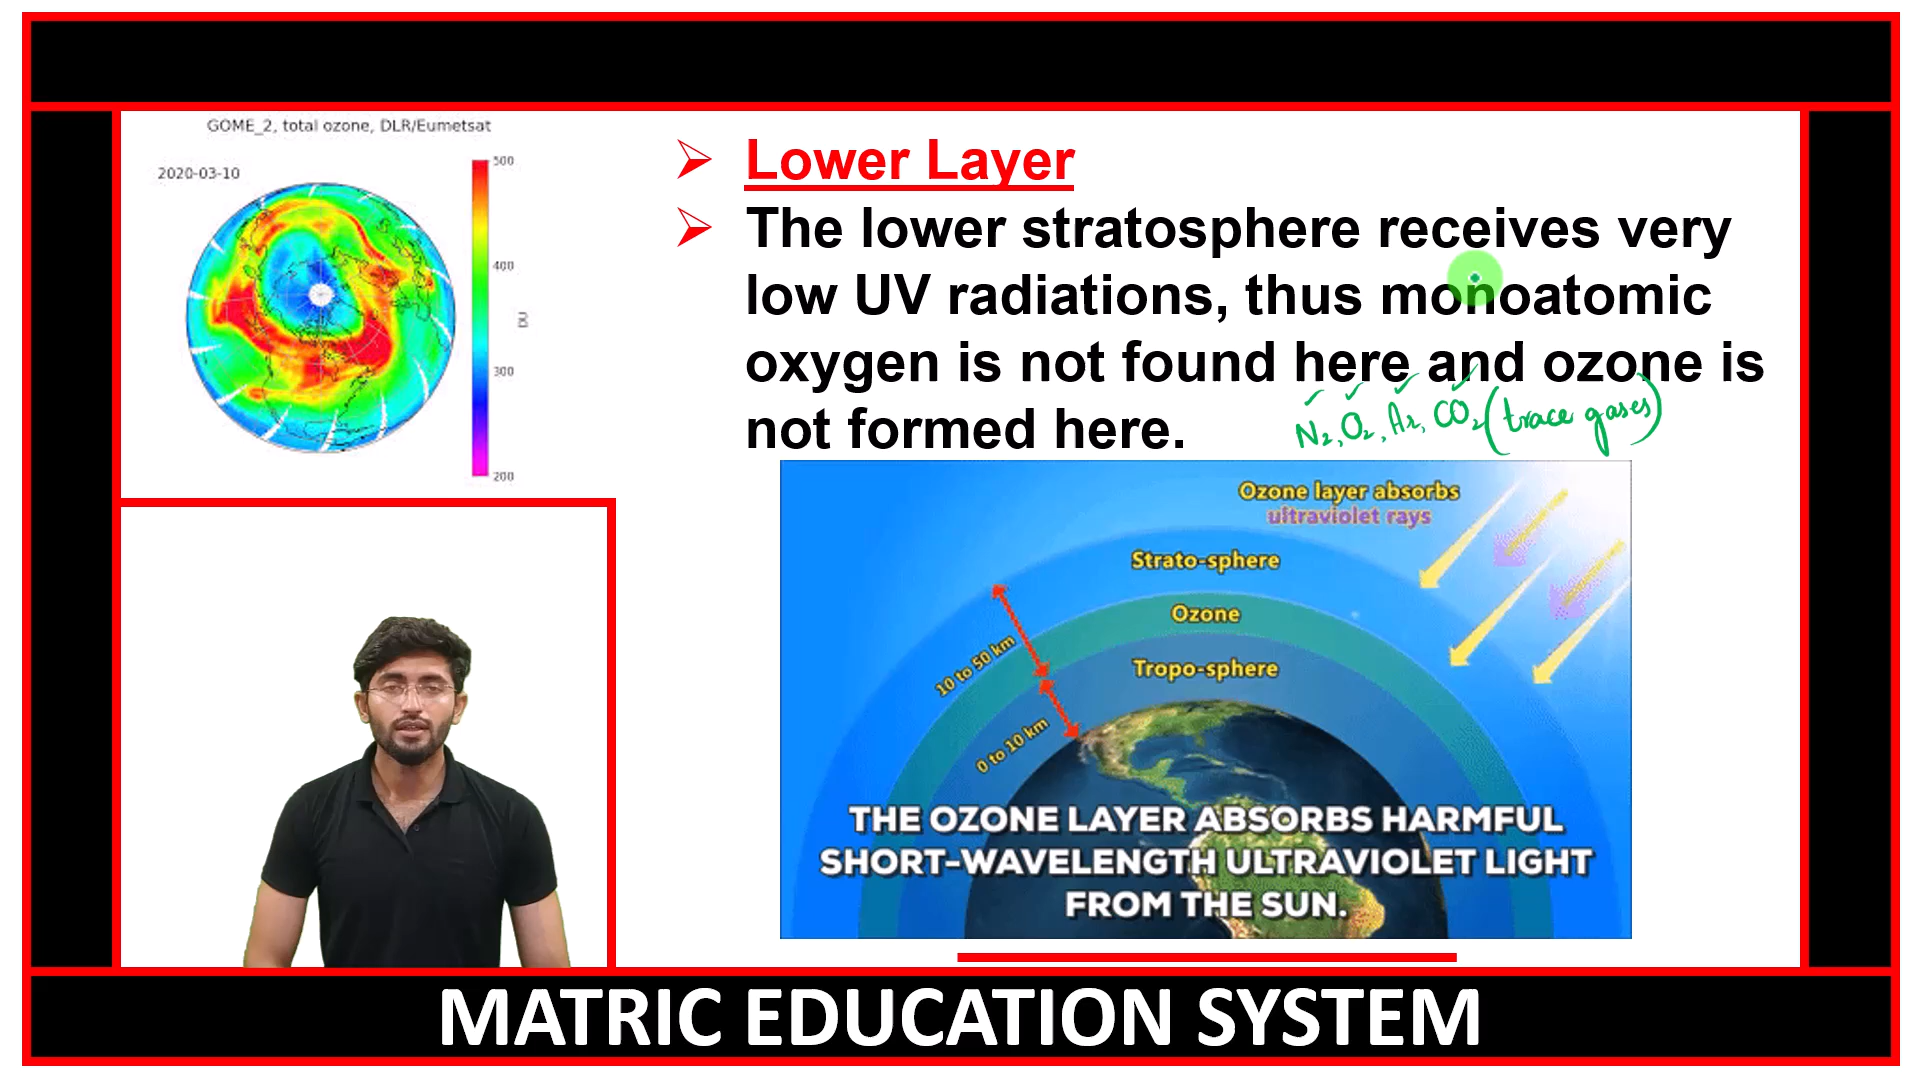 GOME_2, total ozone, DLR/Eumetsat
2020-03-10
500
400
300
200
DU
Lower Layer
The lower stratosphere receives very
low UV radiations, thus monoatomic
oxygen is not found here and ozone is
not formed here.
N₂, O₂, Ar, CO₂ (trace gases)
Ozone layer absorbs
ultraviolet rays
Strato-sphere
Ozone
10 to 50 km
Tropo-sphere
0 to 10 km
THE OZONE LAYER ABSORBS HARMFUL
SHORT-WAVELENGTH ULTRAVIOLET LIGHT
FROM THE SUN.
MATRIC EDUCATION SYSTEM